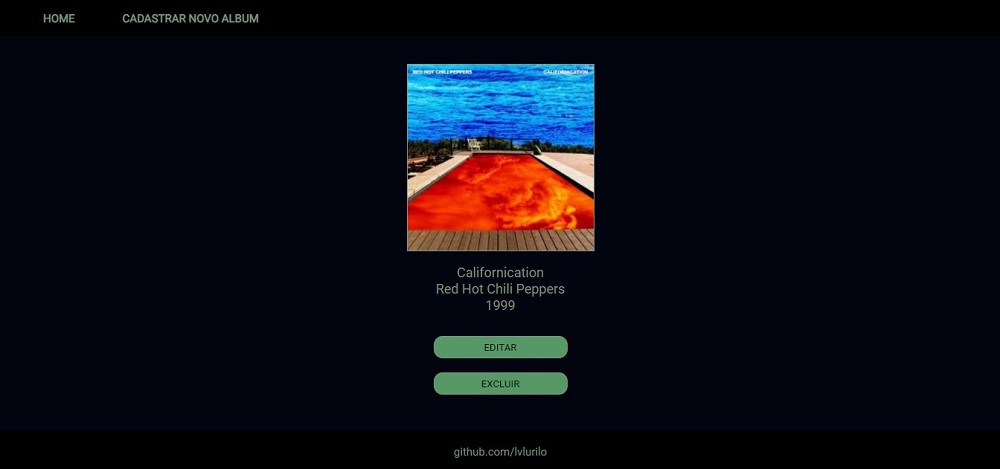 HOME CADASTRAR NOVO ALBUM
RED HOT CHILI PEPPERS CALIFORNICATION
Californication
Red Hot Chili Peppers
1999
EDITAR
EXCLUIR
github.com/lvlurilo